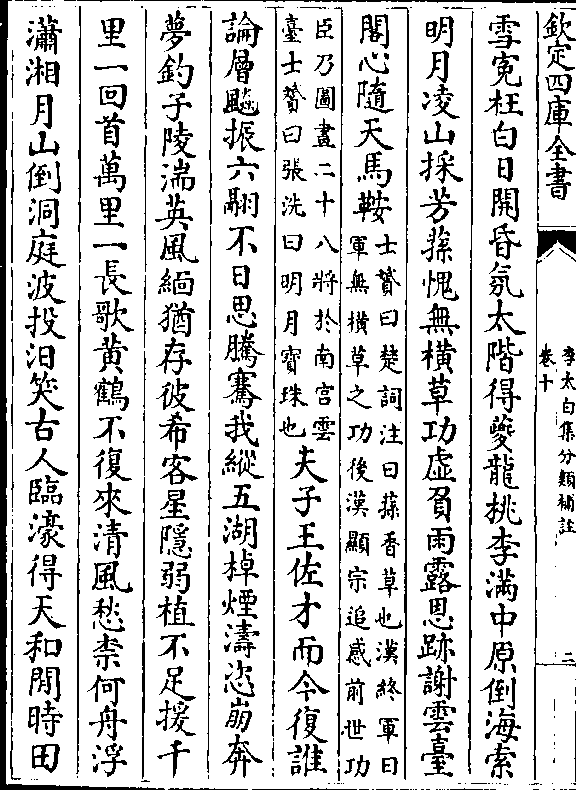 欽定四庫全書
李太白集分類補註
卷十
二
雪寃枉白日開昏氛太階得夔龍桃李滿中原倒海索
明月凌山採芳蓀愧無横草功虚負雨露恩跡謝雲臺
閣心隨天馬轅
士贇曰楚詞注曰蓀香草也漢終軍曰
軍無横草之功後漢顯宗追感前世功
臣乃圖畫二十八將於南宫雲
臺士贇曰張洗曰明月寳珠也
夫子王佐才而今復誰
論層飈振六翮不日思騰騫我縱五湖棹煙濤恣崩奔
夢釣子陵湍英風緬猶存彼希客星隱弱植不足援千
里一回首萬里一長歌黄鶴不復來清風愁柰何舟浮
瀟湘月山倒洞庭波投汨笑古人臨濠得天和閒時田